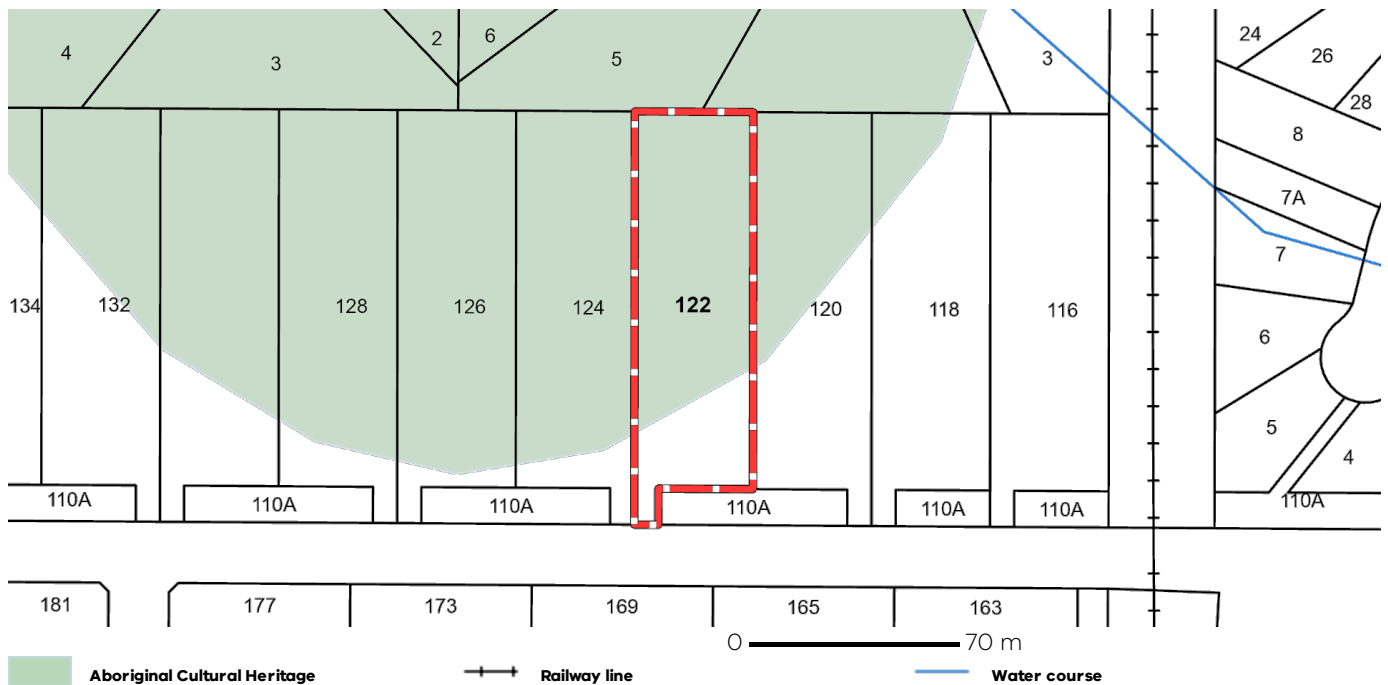 24
2 6
4 3 5 3 26
28
8
7A
7
134 132 128 126 124 122 120 118 116
6
5
4
110A 110A 110A 110A 110A 110A 110A
181 177 173 169 165 163
0 70 m
Aboriginal Cultural Heritage Railway line Water course